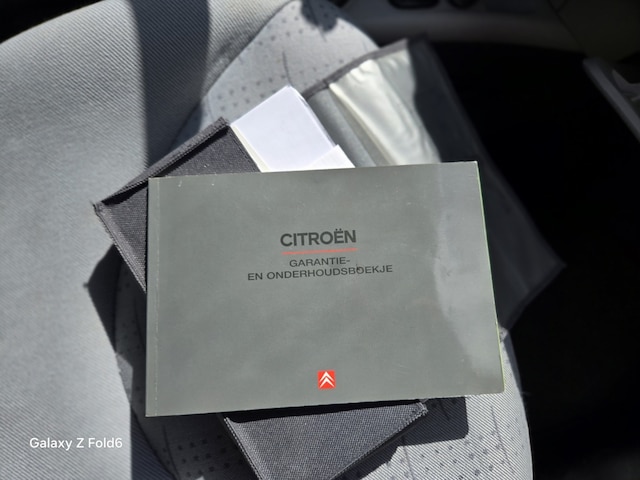 CITROËN
GARANTIE-
EN ONDERHOUDSBOEKJE
Galaxy Z Fold6